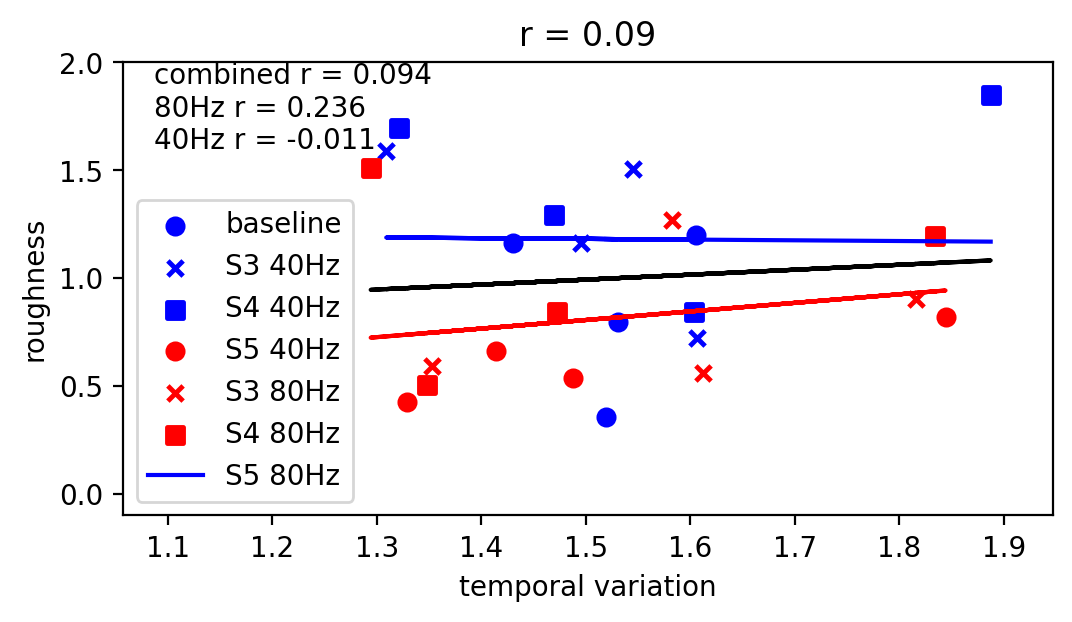 r = 0.09
combined r = 0.094
80Hz r = 0.236
40Hz r = -0.011
baseline
S3 40Hz
S4 40Hz
S5 40Hz
S3 80Hz
S4 80Hz
S5 80Hz
roughness
2.0
1.5
1.0
0.5
0.0
1.1 1.2 1.3 1.4 1.5 1.6 1.7 1.8 1.9
temporal variation